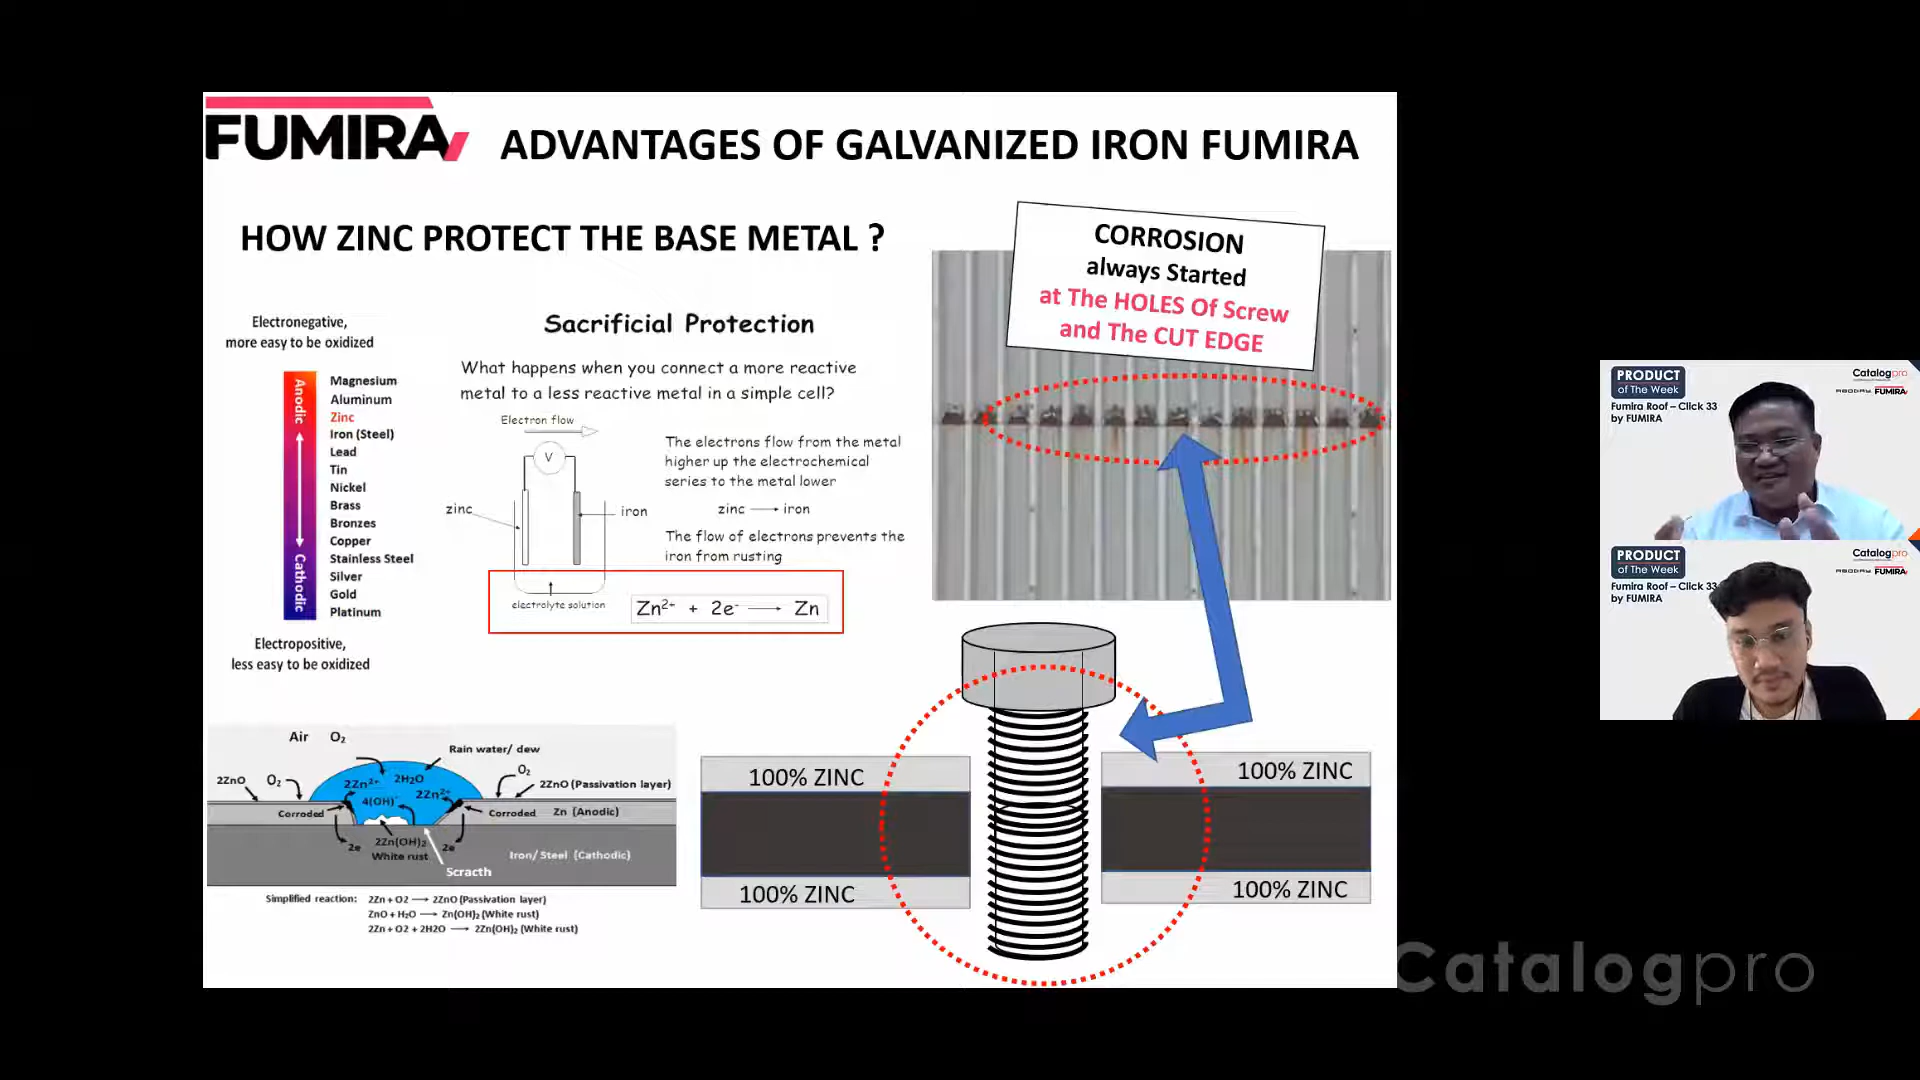 FUMIRA
ADVANTAGES OF GALVANIZED IRON FUMIRA
HOW ZINC PROTECT THE BASE METAL ?
CORROSION
always Started
at The HOLES Of Screw
and The CUT EDGE
Electronegative,
more easy to be oxidized
Anodic
Cathodic
Magnesium
Aluminum
Zinc
Iron (Steel)
Lead
Tin
Nickel
Brass
Bronzes
Copper
Stainless Steel
Silver
Gold
Platinum
Electropositive,
less easy to be oxidized
Sacrificial Protection
What happens when you connect a more reactive
metal to a less reactive metal in a simple cell?
Electron flow
V
zinc
iron
electrolyte solution
The electrons flow from the metal
higher up the electrochemical
series to the metal lower
zinc ⟶ iron
The flow of electrons prevents the
iron from rusting
Zn²⁺ + 2e⁻ ⟶ Zn
Air O₂
Rain water/ dew
2ZnO
O₂
2Zn²⁺
2H₂O
O₂
2ZnO (Passivation layer)
4(OH)⁻
2Zn²⁺
Corroded
Corroded
Zn (Anodic)
2e
2Zn(OH)₂
White rust
2e
Iron/ Steel (Cathodic)
Scracth
Simplified reaction: 2Zn + O2 ⟶ 2ZnO (Passivation layer)
ZnO + H₂O ⟶ Zn(OH)₂ (White rust)
2Zn + O2 + 2H2O ⟶ 2Zn(OH)₂ (White rust)
100% ZINC
100% ZINC
100% ZINC
100% ZINC
PRODUCT
of The Week
Catalogpro
FUMIRA
Fumira Roof – Click 33
by FUMIRA
PRODUCT
of The Week
Catalogpro
FUMIRA
Fumira Roof – Click 33
by FUMIRA
Catalogpro